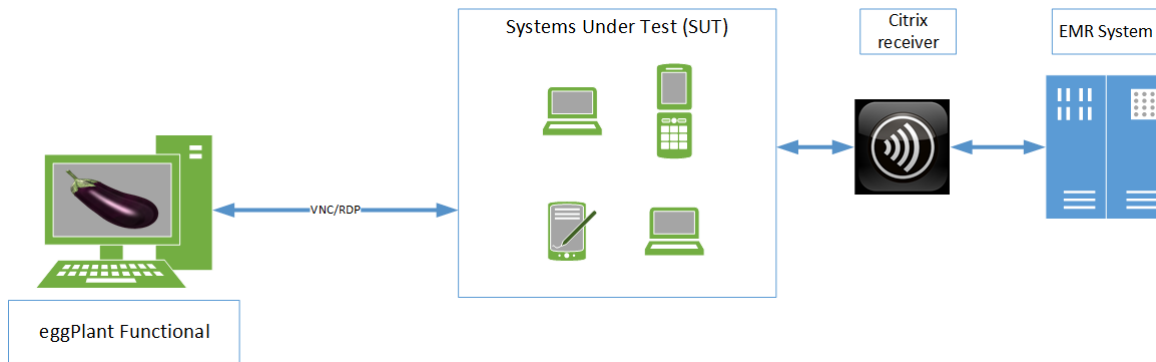 Systems Under Test (SUT)
Citrix
receiver
EMR System
VNC/RDP
eggPlant Functional